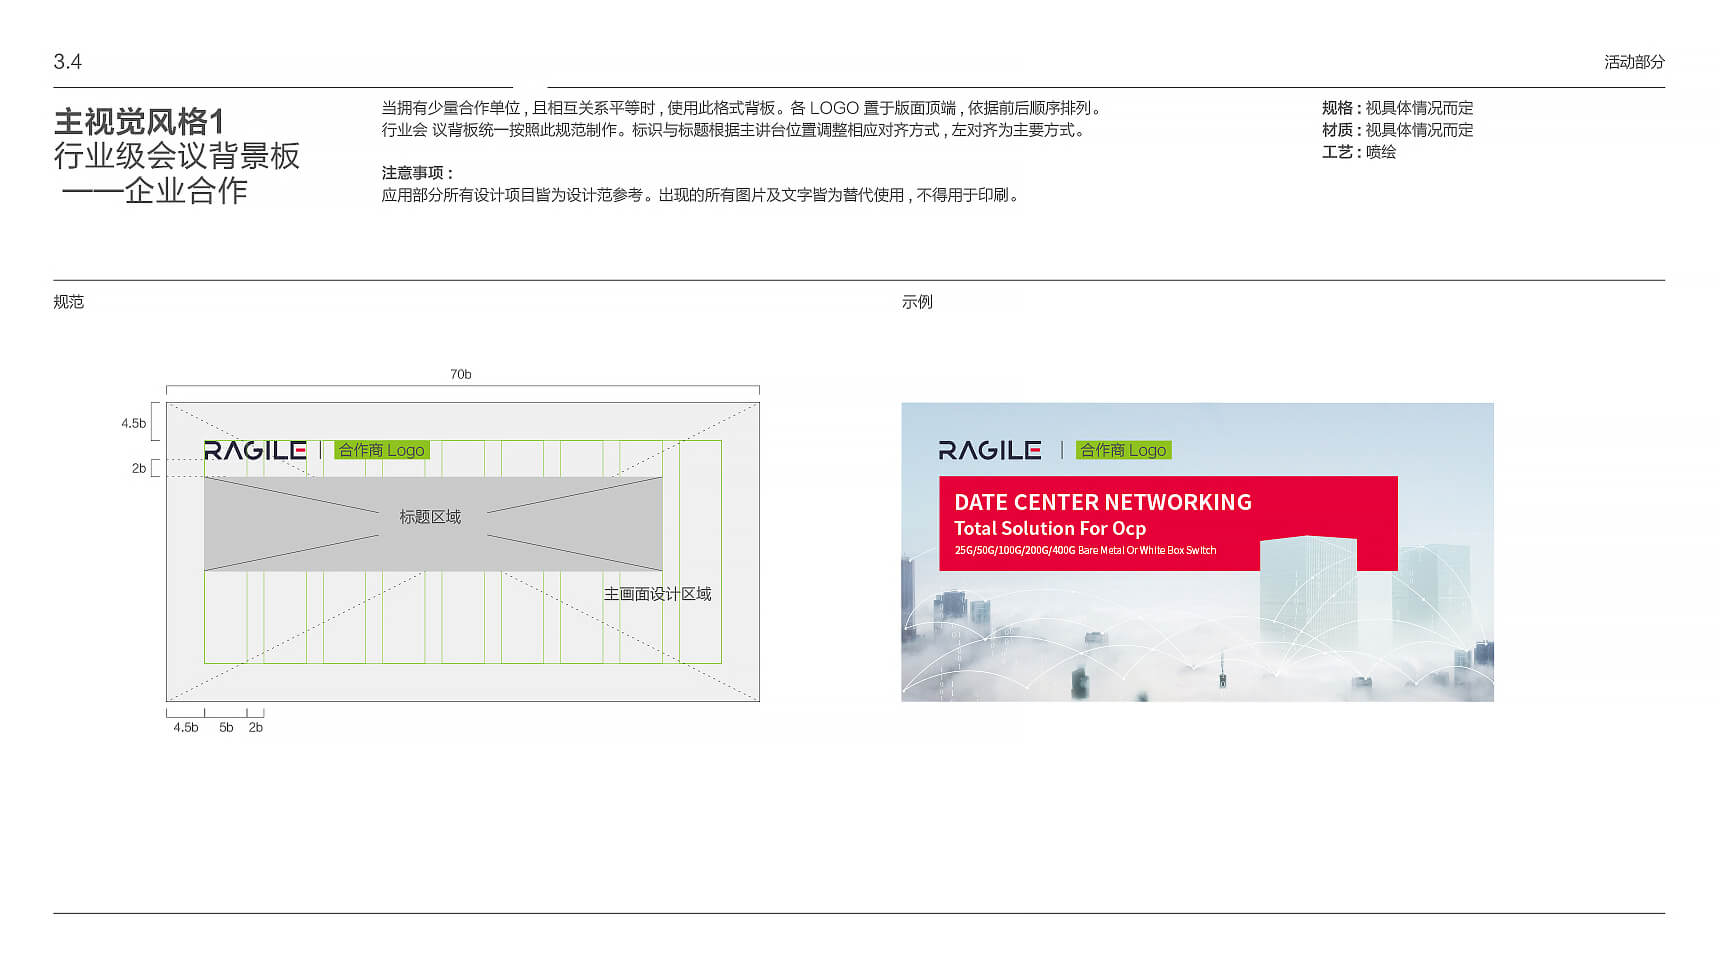 3.4
活动部分
主视觉风格1
行业级会议背景板
——企业合作
当拥有少量合作单位，且相互关系平等时，使用此格式背板。各 LOGO 置于版面顶端，依据前后顺序排列。
行业会 议背板统一按照此规范制作。标识与标题根据主讲台位置调整相应对齐方式，左对齐为主要方式。
注意事项：
应用部分所有设计项目皆为设计范参考。出现的所有图片及文字皆为替代使用，不得用于印刷。
规格：视具体情况而定
材质：视具体情况而定
工艺：喷绘
规范
示例
70b
4.5b
2b
RAGILE | 合作商 Logo
标题区域
主画面设计区域
4.5b 5b 2b
RAGILE | 合作商 Logo
DATE CENTER NETWORKING
Total Solution For Ocp
25G/50G/100G/200G/400G Bare Metal Or White Box Switch